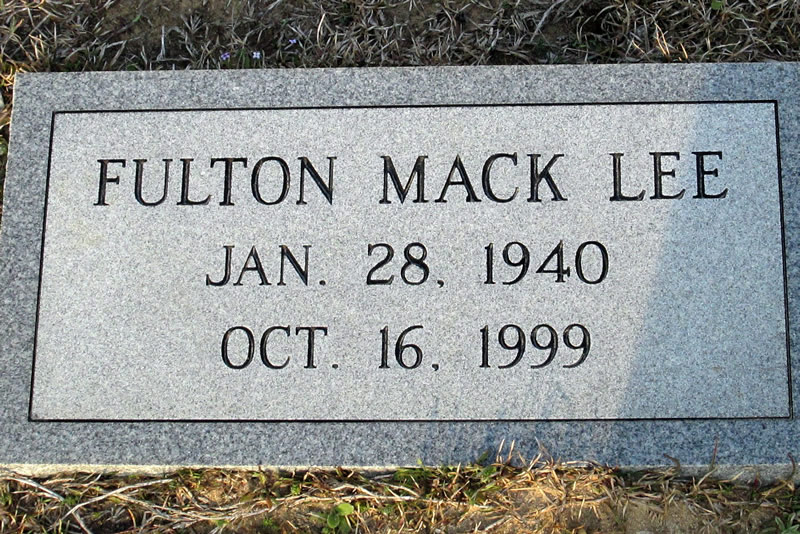 FULTON MACK LEE
JAN. 28, 1940
OCT. 16, 1999